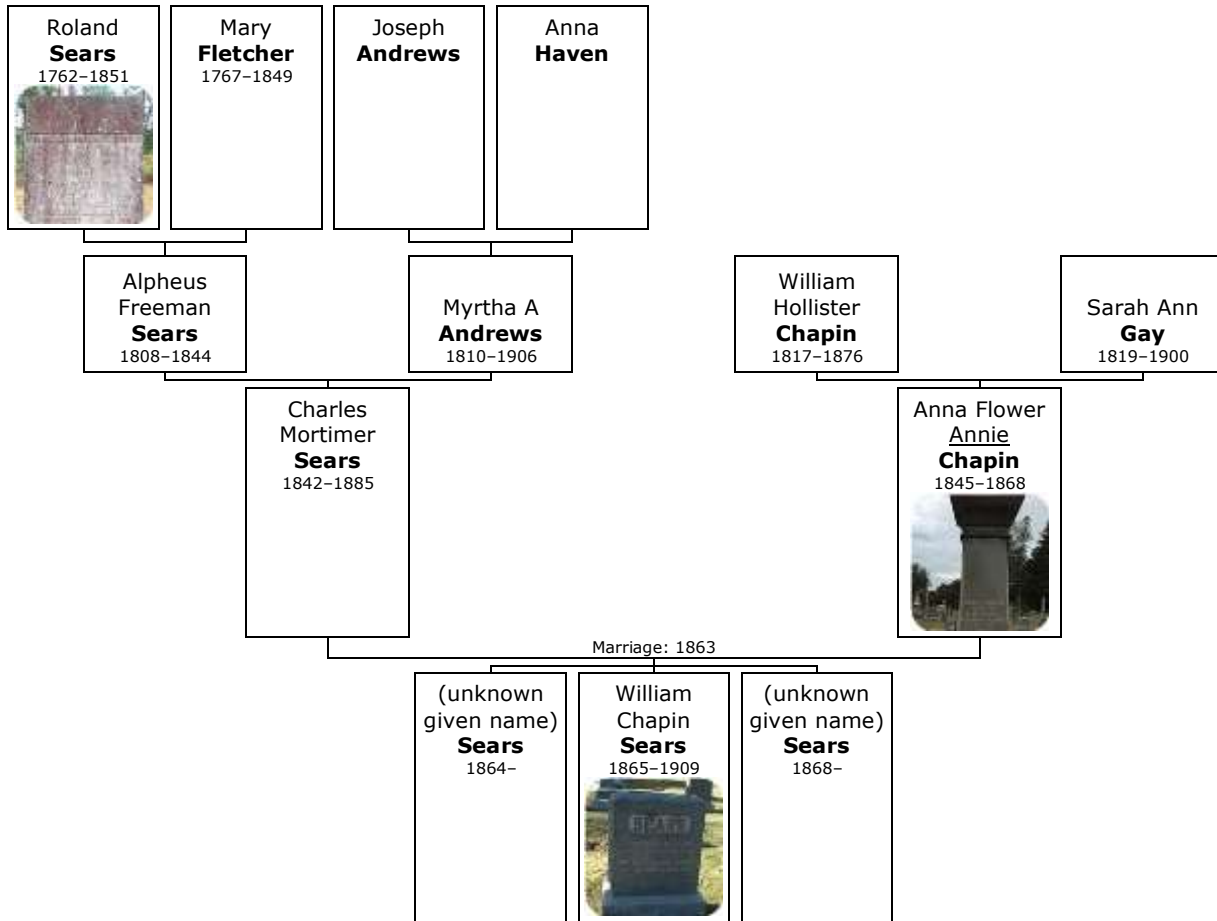 Roland
Sears
1762–1851
Mary
Fletcher
1767–1849
Joseph
Andrews
Anna
Haven
Alpheus
Freeman
Sears
1808–1844
Myrtha A
Andrews
1810–1906
William
Hollister
Chapin
1817–1876
Sarah Ann
Gay
1819–1900
Charles
Mortimer
Sears
1842–1885
Anna Flower
Annie
Chapin
1845–1868
Marriage: 1863
(unknown
given name)
Sears
1864–
William
Chapin
Sears
1865–1909
(unknown
given name)
Sears
1868–